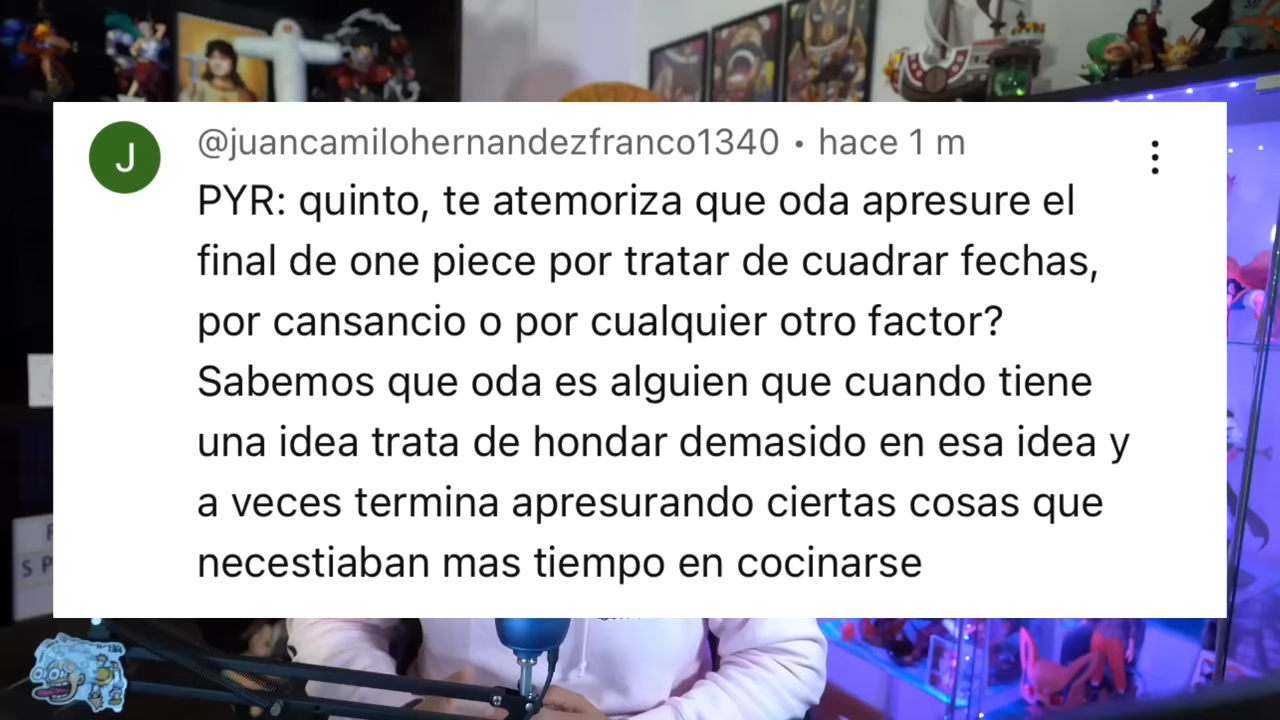 J
@juancamilohernandezfranco1340 • hace 1 m
PYR: quinto, te atemoriza que oda apresure el
final de one piece por tratar de cuadrar fechas,
por cansancio o por cualquier otro factor?
Sabemos que oda es alguien que cuando tiene
una idea trata de hondar demasido en esa idea y
a veces termina apresurando ciertas cosas que
necestiaban mas tiempo en cocinarse